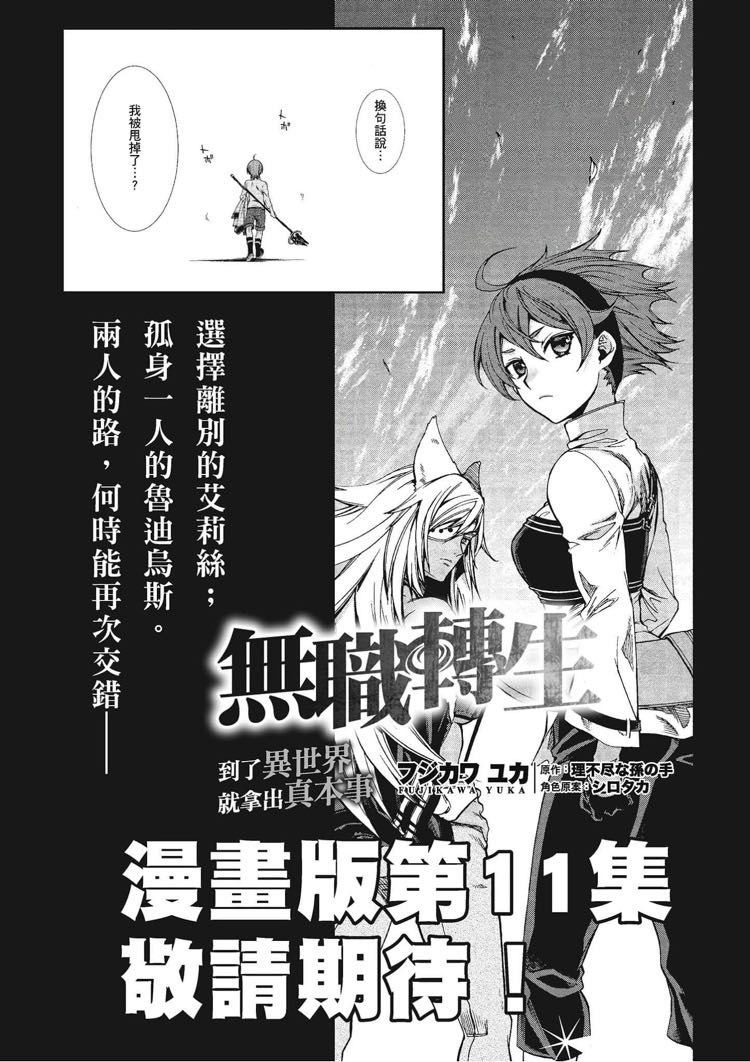 換句話說…
我被甩掉了…？
選擇離別的艾莉絲；
孤身一人的魯迪烏斯。
兩人的路，何時能再次交錯──
無職轉生
到了異世界
就拿出真本事
フジカワ ユカ
FUJIKAWA YUKA
原作：理不尽な孫の手
角色原案：シロタカ
漫畫版第11集
敬請期待！